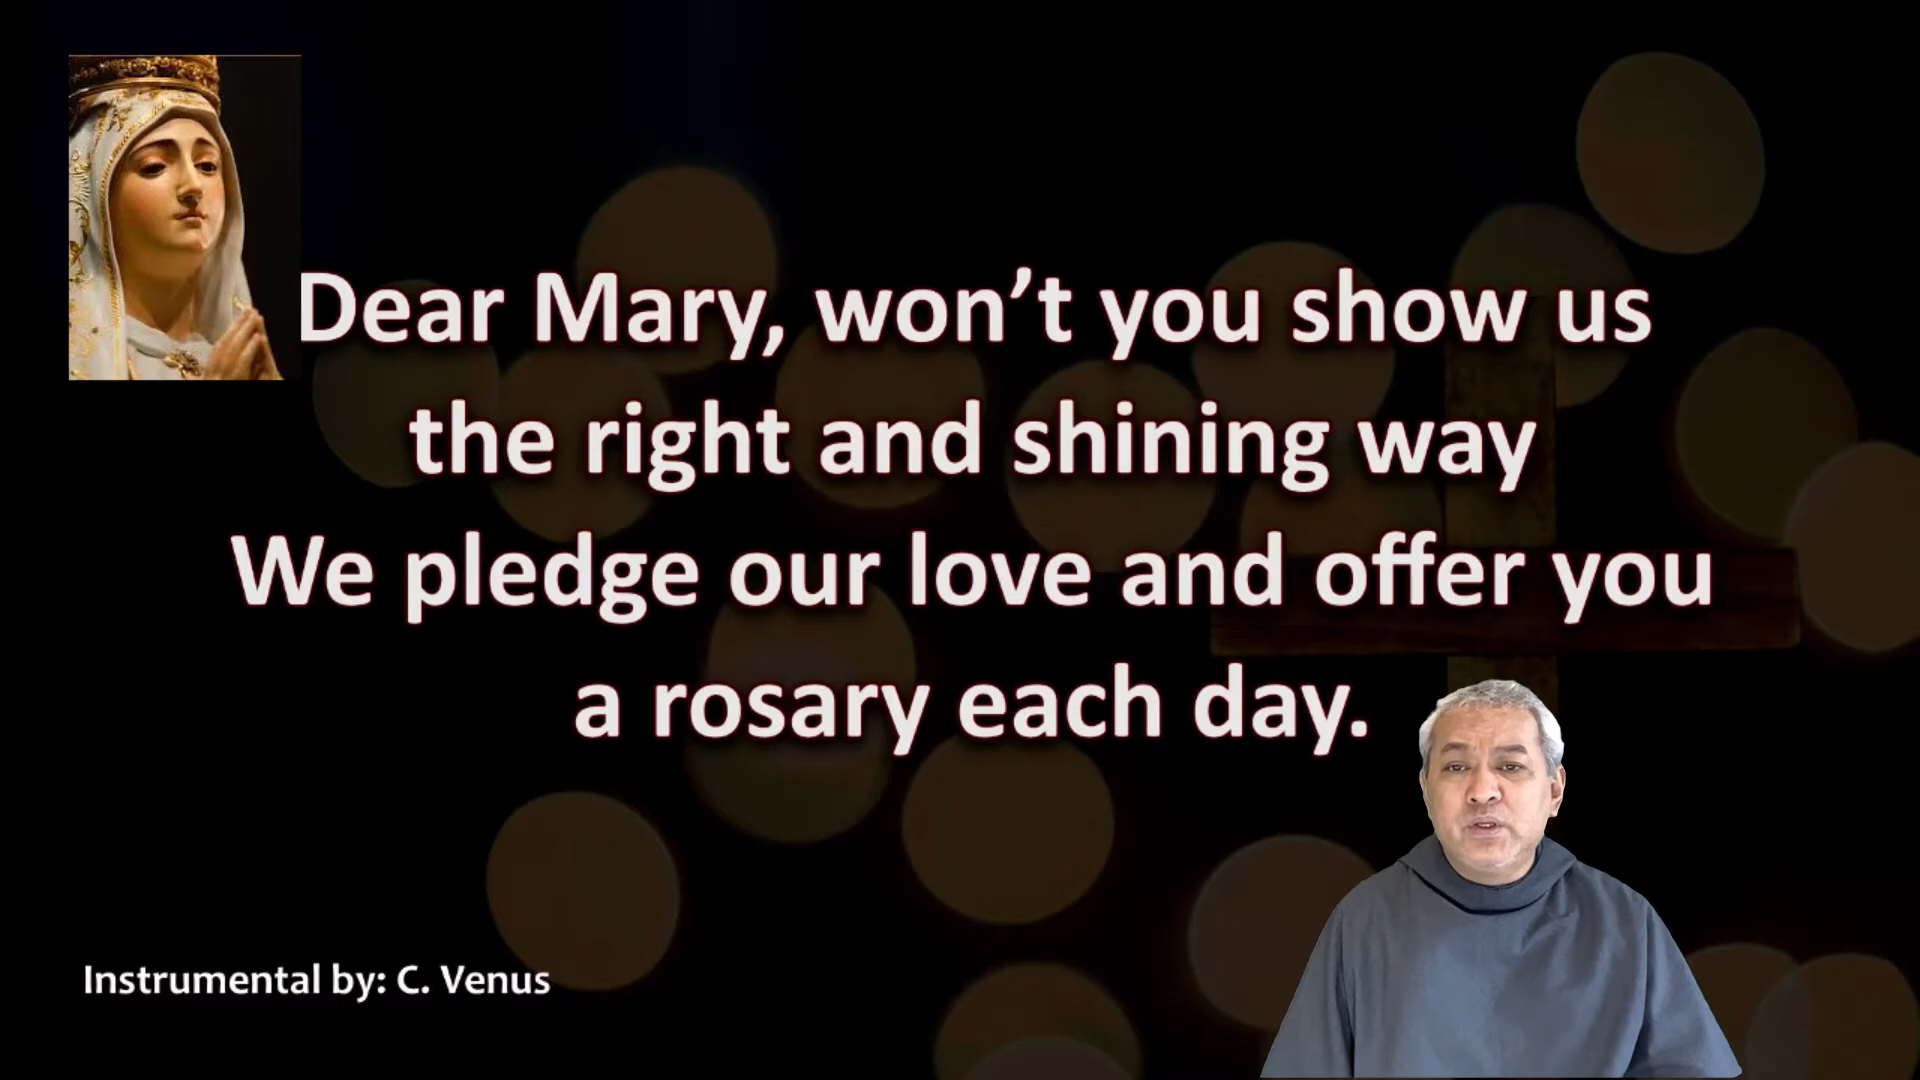 Dear Mary, won’t you show us
the right and shining way
We pledge our love and offer you
a rosary each day.
Instrumental by: C. Venus